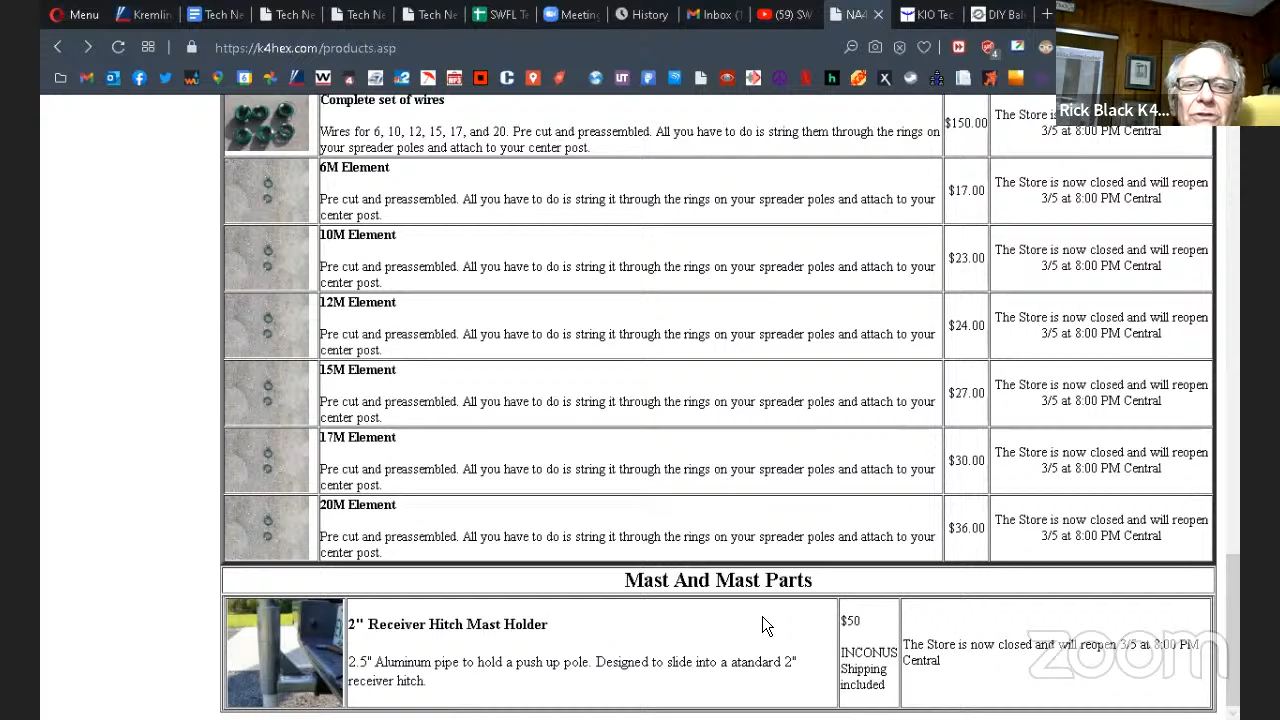 Menu
Kremlin
Tech Ne
Tech Ne
Tech Ne
SWFL T
Meeting
History
Inbox (1
(59) SW
NA4
KIO Tec
DIY Bal
https://k4hex.com/products.asp
4
Rick Black K4...
Complete set of wires
Wires for 6, 10, 12, 15, 17, and 20. Pre cut and preassembled. All you have to do is string them through the rings on
your spreader poles and attach to your center post.
$150.00
The Store is
3/5 at 8:00 PM Central
6M Element
Pre cut and preassembled. All you have to do is string it through the rings on your spreader poles and attach to your
center post.
$17.00
The Store is now closed and will reopen
3/5 at 8:00 PM Central
10M Element
Pre cut and preassembled. All you have to do is string it through the rings on your spreader poles and attach to your
center post.
$23.00
The Store is now closed and will reopen
3/5 at 8:00 PM Central
12M Element
Pre cut and preassembled. All you have to do is string it through the rings on your spreader poles and attach to your
center post.
$24.00
The Store is now closed and will reopen
3/5 at 8:00 PM Central
15M Element
Pre cut and preassembled. All you have to do is string it through the rings on your spreader poles and attach to your
center post.
$27.00
The Store is now closed and will reopen
3/5 at 8:00 PM Central
17M Element
Pre cut and preassembled. All you have to do is string it through the rings on your spreader poles and attach to your
center post.
$30.00
The Store is now closed and will reopen
3/5 at 8:00 PM Central
20M Element
Pre cut and preassembled. All you have to do is string it through the rings on your spreader poles and attach to your
center post.
$36.00
The Store is now closed and will reopen
3/5 at 8:00 PM Central
Mast And Mast Parts
2" Receiver Hitch Mast Holder
2.5" Aluminum pipe to hold a push up pole. Designed to slide into a atandard 2"
receiver hitch.
$50
INCONUS
Shipping
included
The Store is now closed and will reopen 3/5 at 8:00 PM
Central
zoom